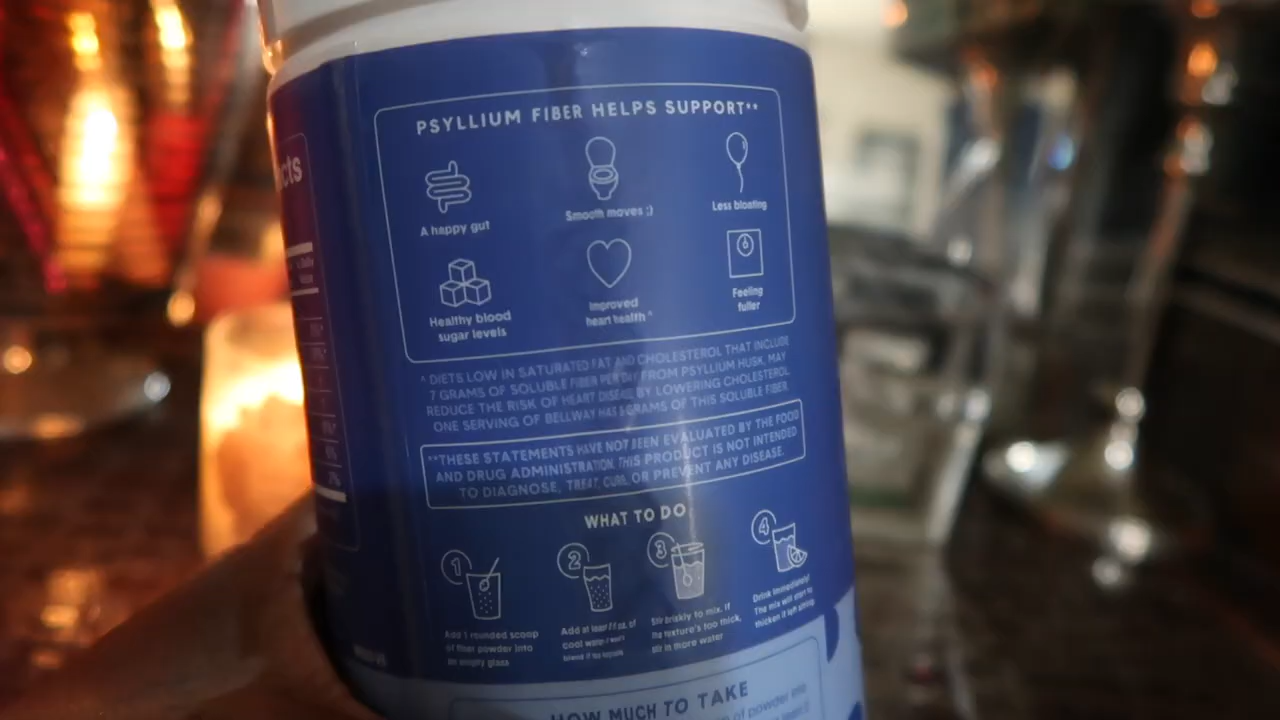 cts
PSYLLIUM FIBER HELPS SUPPORT**
A happy gut
Smooth moves ;)
Less bloating
Healthy blood
sugar levels
Improved
heart health ^
Feeling
fuller
^ DIETS LOW IN SATURATED FAT AND CHOLESTEROL THAT INCLUDE
7 GRAMS OF SOLUBLE FIBER PER DAY FROM PSYLLIUM HUSK, MAY
REDUCE THE RISK OF HEART DISEASE BY LOWERING CHOLESTEROL
ONE SERVING OF BELLWAY HAS GRAMS OF THIS SOLUBLE FIBER
**THESE STATEMENTS HAVE NOT BEEN EVALUATED BY THE FOOD
AND DRUG ADMINISTRATION. THIS PRODUCT IS NOT INTENDED
TO DIAGNOSE, TREAT, CURE, OR PREVENT ANY DISEASE.
WHAT TO DO
1
2
3
4
Add 1 rounded scoop
of fiber powder into
an empty glass
Add at least fl oz. of
cool water
Stir briskly to mix. If
the texture's too thick,
stir in more water
Drink immediately!
The mix will start to
thicken if left sitting
HOW MUCH TO TAKE
of powder